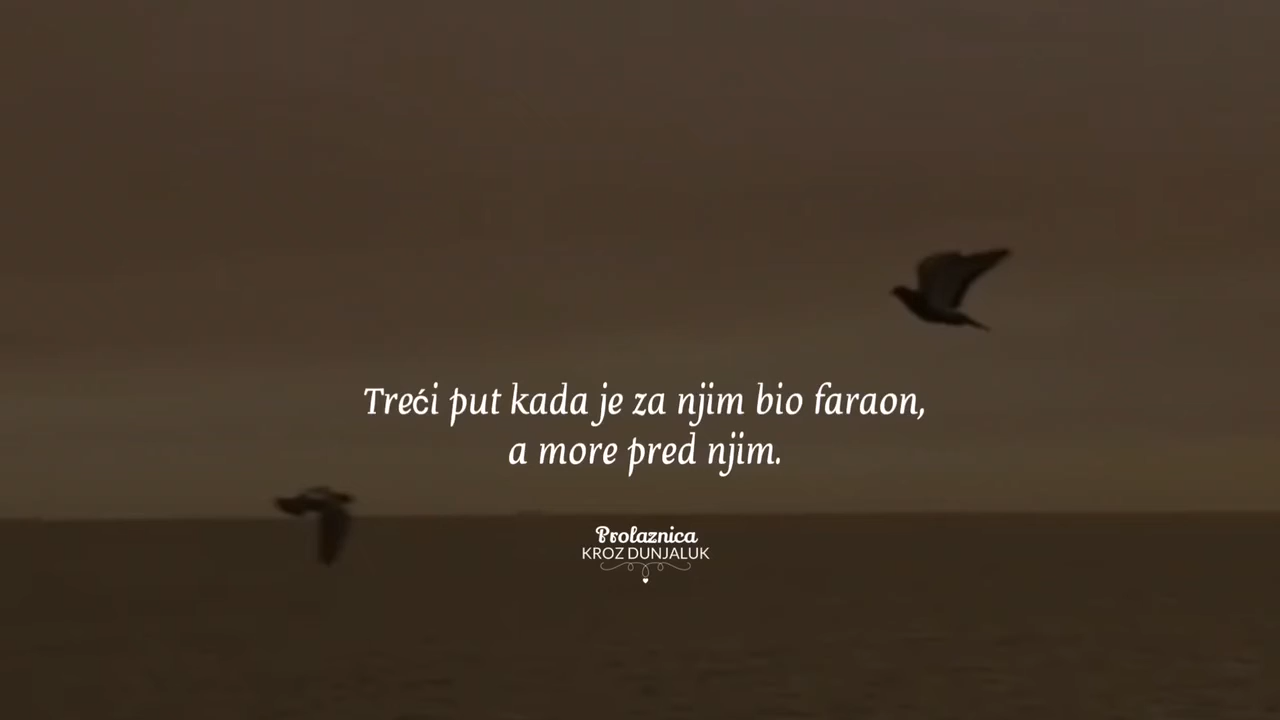 Treći put kada je za njim bio faraon,
a more pred njim.
Prolaznica
KROZ DUNJALUK